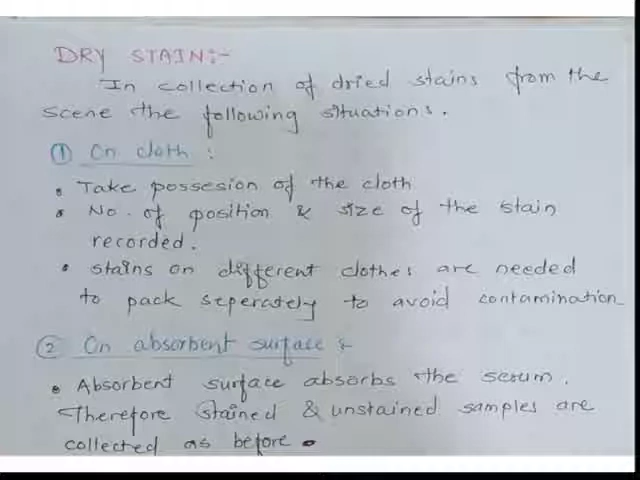 DRY STAIN:-
In collection of dried stains from the
scene the following situations.
① On cloth :
• Take possesion of the cloth
• No. of position & size of the stain
recorded.
• Stains on different clothes are needed
to pack seperately to avoid contamination
② On absorbent surface :-
• Absorbent surface absorbs the serum.
Therefore stained & unstained samples are
collected as before •